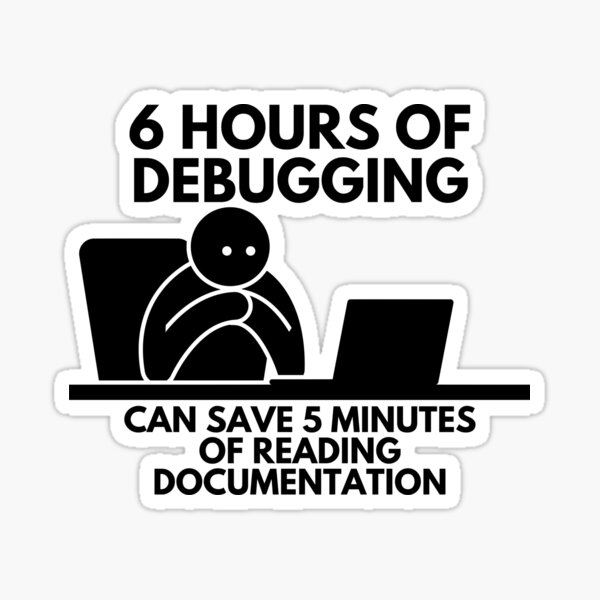 6 HOURS OF
DEBUGGING
CAN SAVE 5 MINUTES
OF READING
DOCUMENTATION